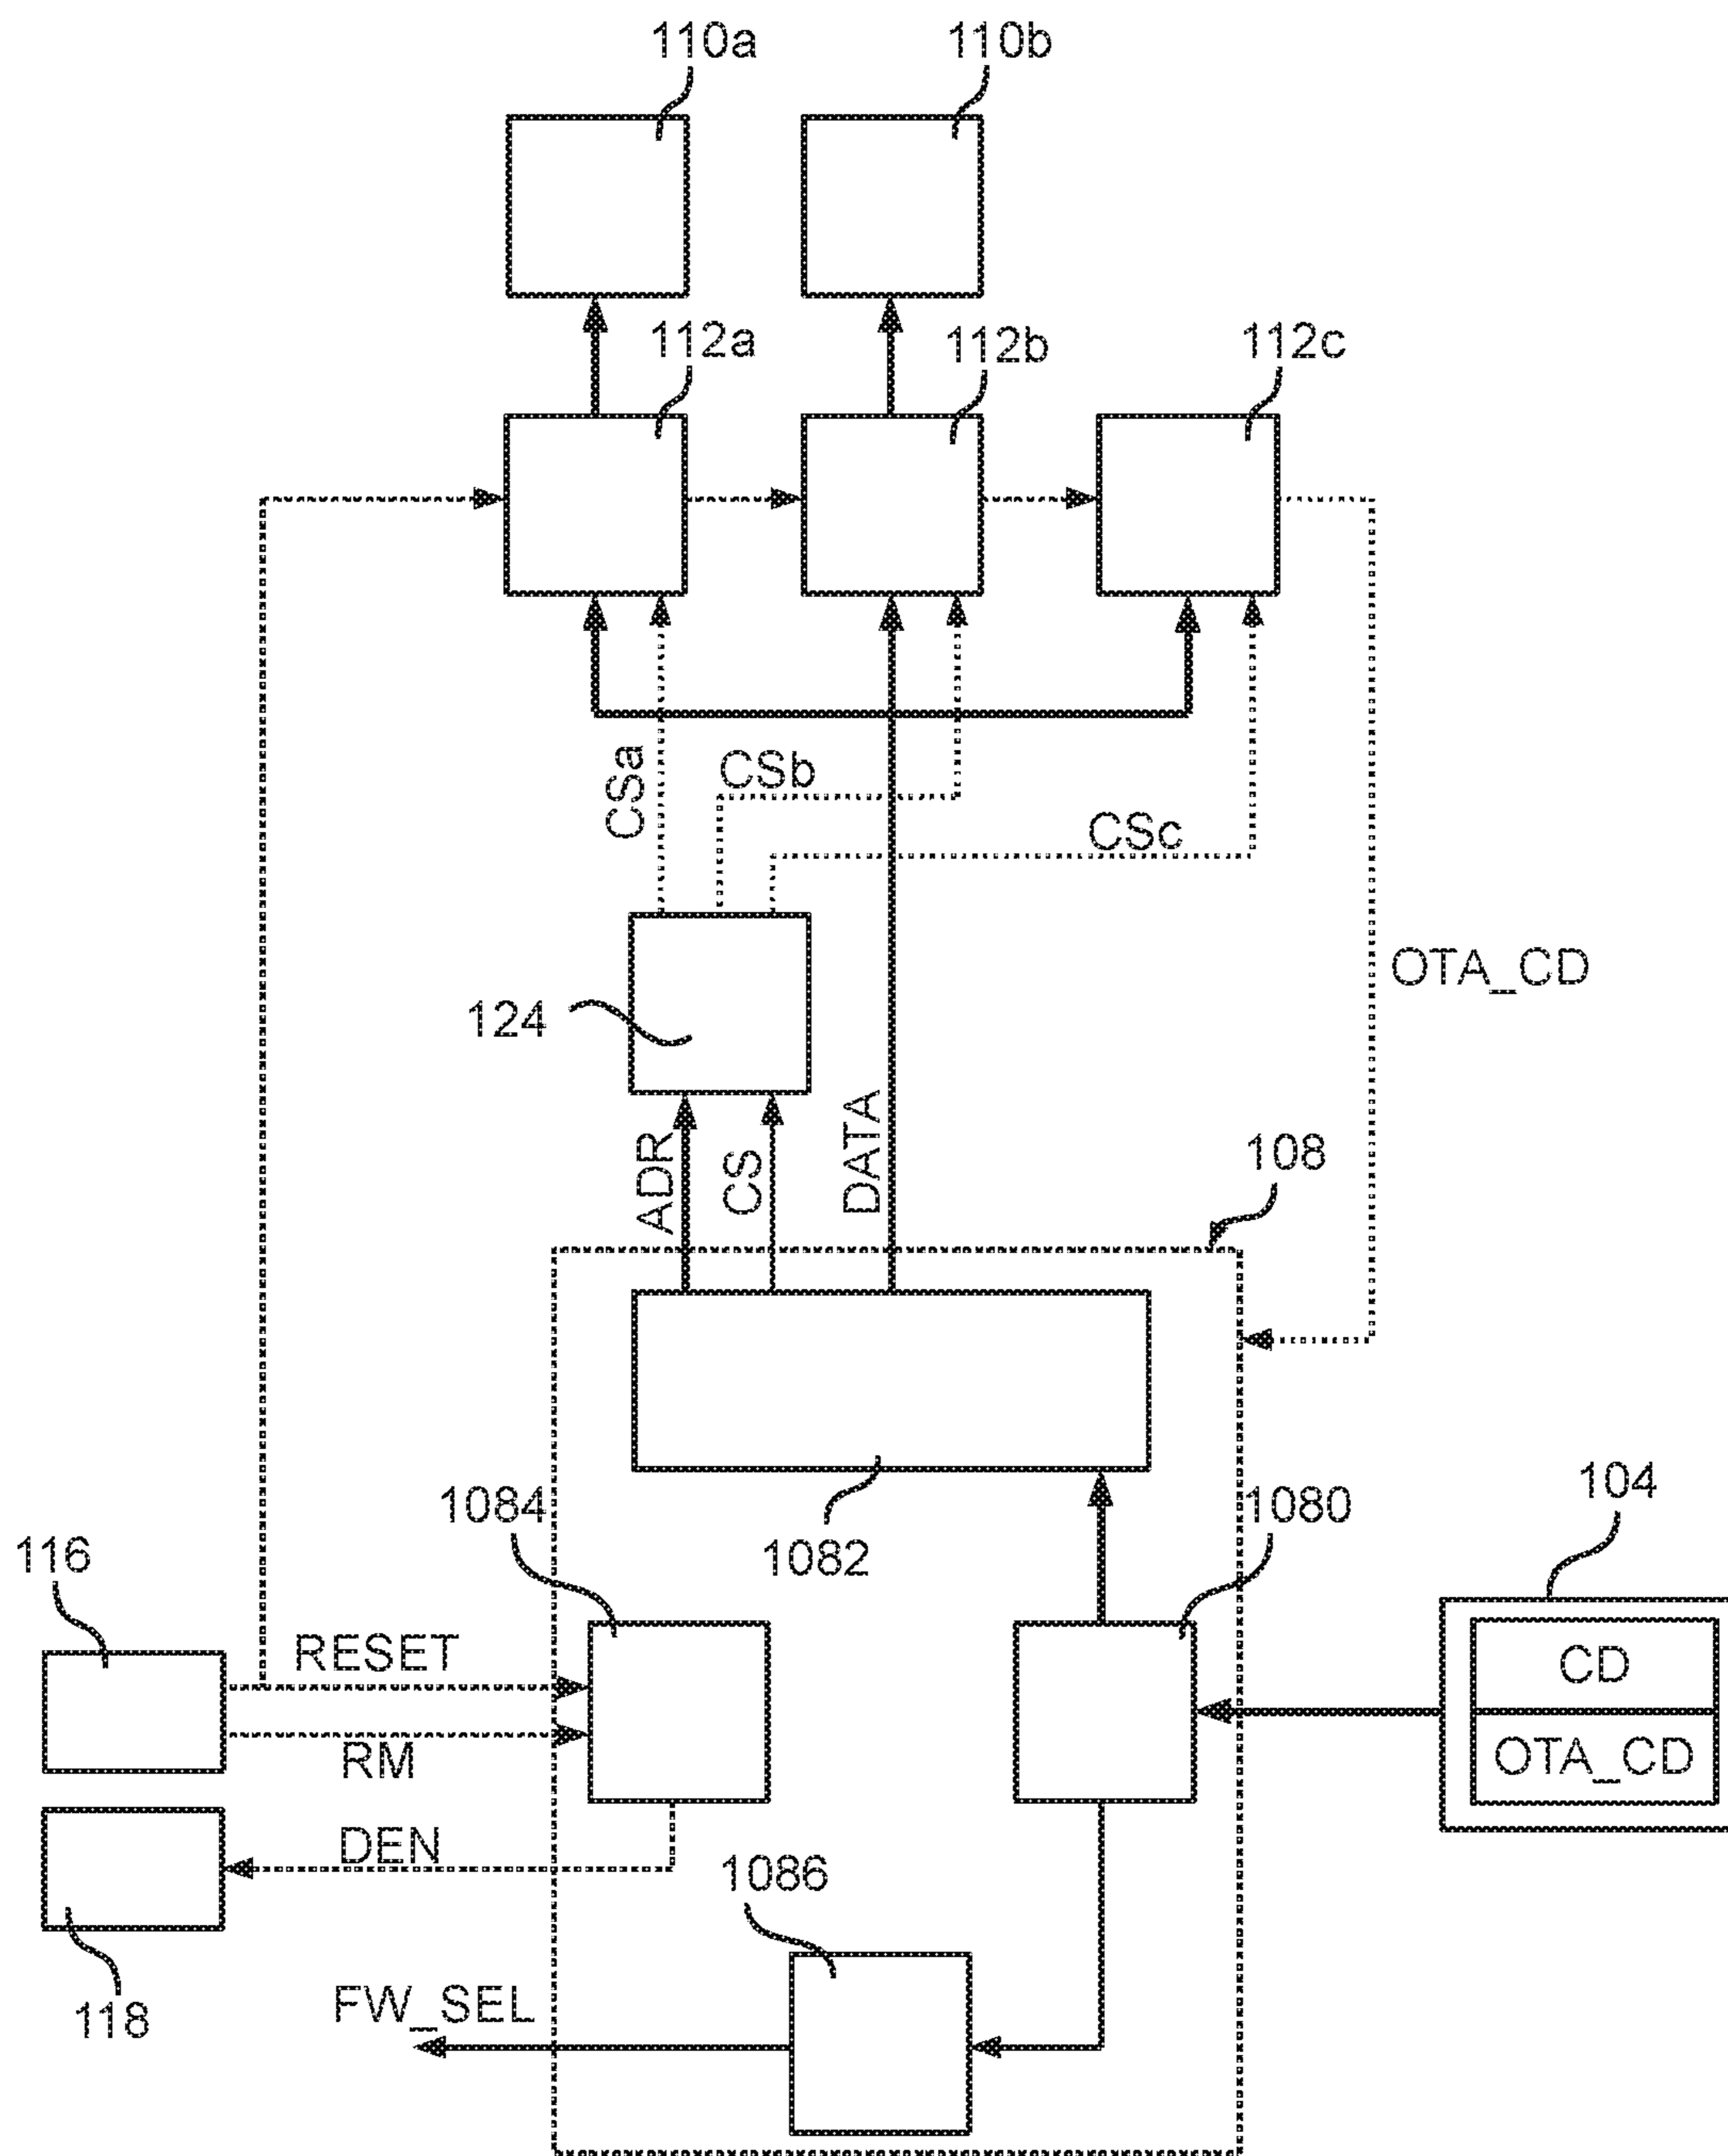 110a
110b
112a
112b
112c
CSa
CSb
CSc
OTA_CD
124
ADR
CS
DATA
108
104
1084
1082
1080
116
CD
RESET
OTA_CD
RM
DEN
1086
118
FW_SEL